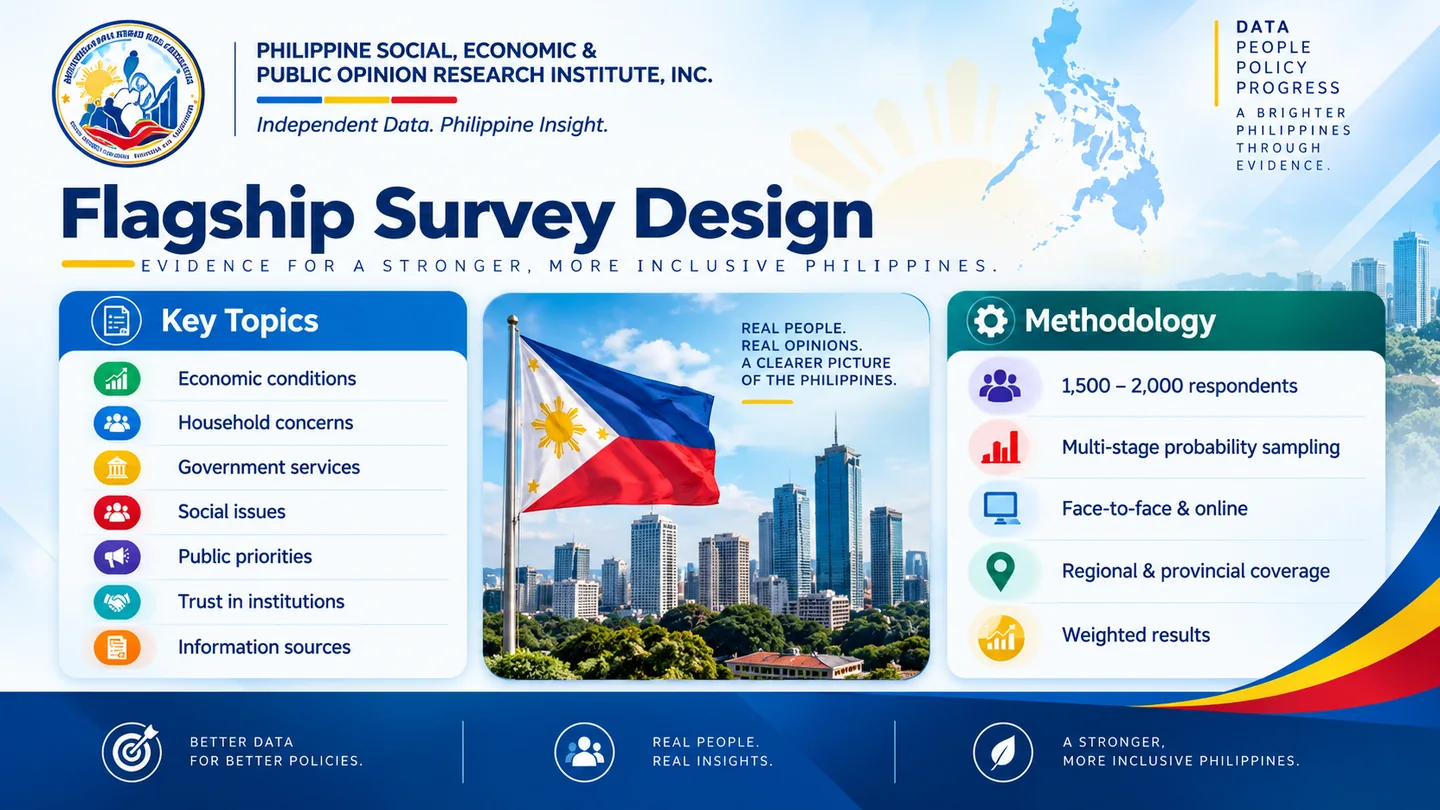 PHILIPPINE SOCIAL, ECONOMIC &
PUBLIC OPINION RESEARCH INSTITUTE, INC.
Independent Data. Philippine Insight.
DATA
PEOPLE
POLICY
PROGRESS
A BRIGHTER
PHILIPPINES
THROUGH
EVIDENCE.
Flagship Survey Design
EVIDENCE FOR A STRONGER, MORE INCLUSIVE PHILIPPINES.
Key Topics
Economic conditions
Household concerns
Government services
Social issues
Public priorities
Trust in institutions
Information sources
REAL PEOPLE.
REAL OPINIONS.
A CLEARER PICTURE
OF THE PHILIPPINES.
Methodology
1,500 – 2,000 respondents
Multi-stage probability sampling
Face-to-face & online
Regional & provincial coverage
Weighted results
BETTER DATA
FOR BETTER POLICIES.
REAL PEOPLE.
REAL INSIGHTS.
A STRONGER,
MORE INCLUSIVE PHILIPPINES.